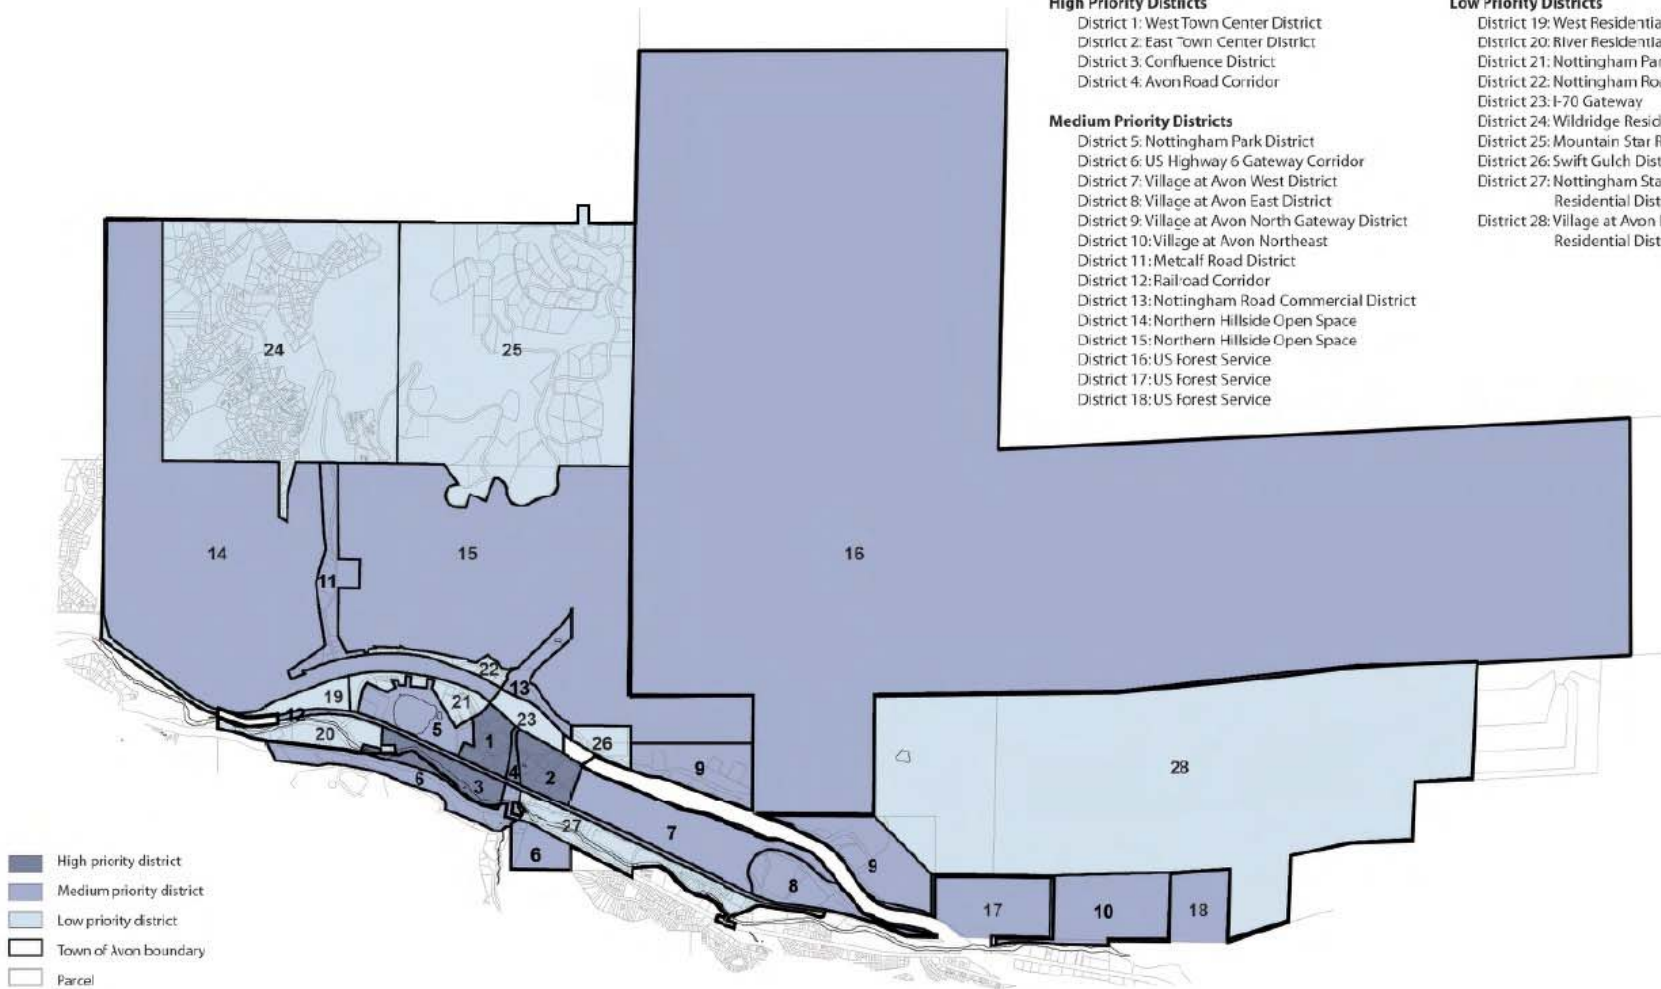 High Priority Districts
District 1: West Town Center District
District 2: East Town Center District
District 3: Confluence District
District 4: Avon Road Corridor
Medium Priority Districts
District 5: Nottingham Park District
District 6: US Highway 6 Gateway Corridor
District 7: Village at Avon West District
District 8: Village at Avon East District
District 9: Village at Avon North Gateway District
District 10: Village at Avon Northeast
District 11: Metcalf Road District
District 12: Railroad Corridor
District 13: Nottingham Road Commercial District
District 14: Northern Hillside Open Space
District 15: Northern Hillside Open Space
District 16: US Forest Service
District 17: US Forest Service
District 18: US Forest Service
Low Priority Districts
District 19: West Residentia
District 20: River Residentia
District 21: Nottingham Par
District 22: Nottingham Roa
District 23: I-70 Gateway
District 24: Wildridge Resid
District 25: Mountain Star R
District 26: Swift Gulch Dist
District 27: Nottingham Sta
Residential Dist
District 28: Village at Avon
Residential Dist
24
25
14
15
16
11
22
13
19
21
12
5
23
20
1
26
9
28
6
4
2
3
27
7
6
9
8
17
10
18
High priority district
Medium priority district
Low priority district
Town of Avon boundary
Parcel